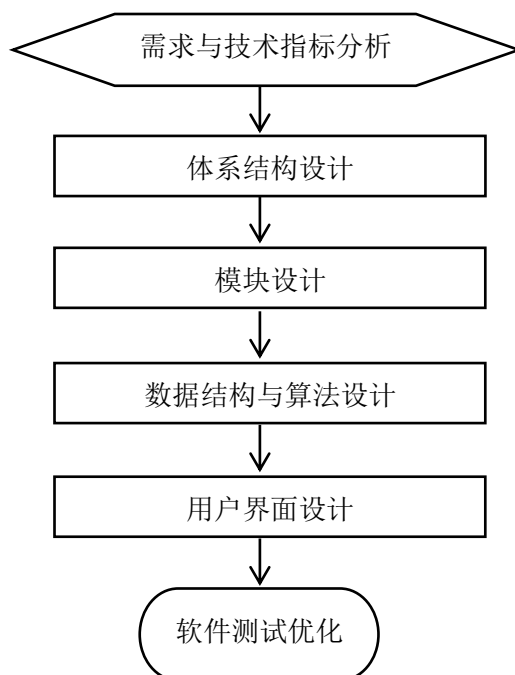 需求与技术指标分析
体系结构设计
模块设计
数据结构与算法设计
用户界面设计
软件测试优化